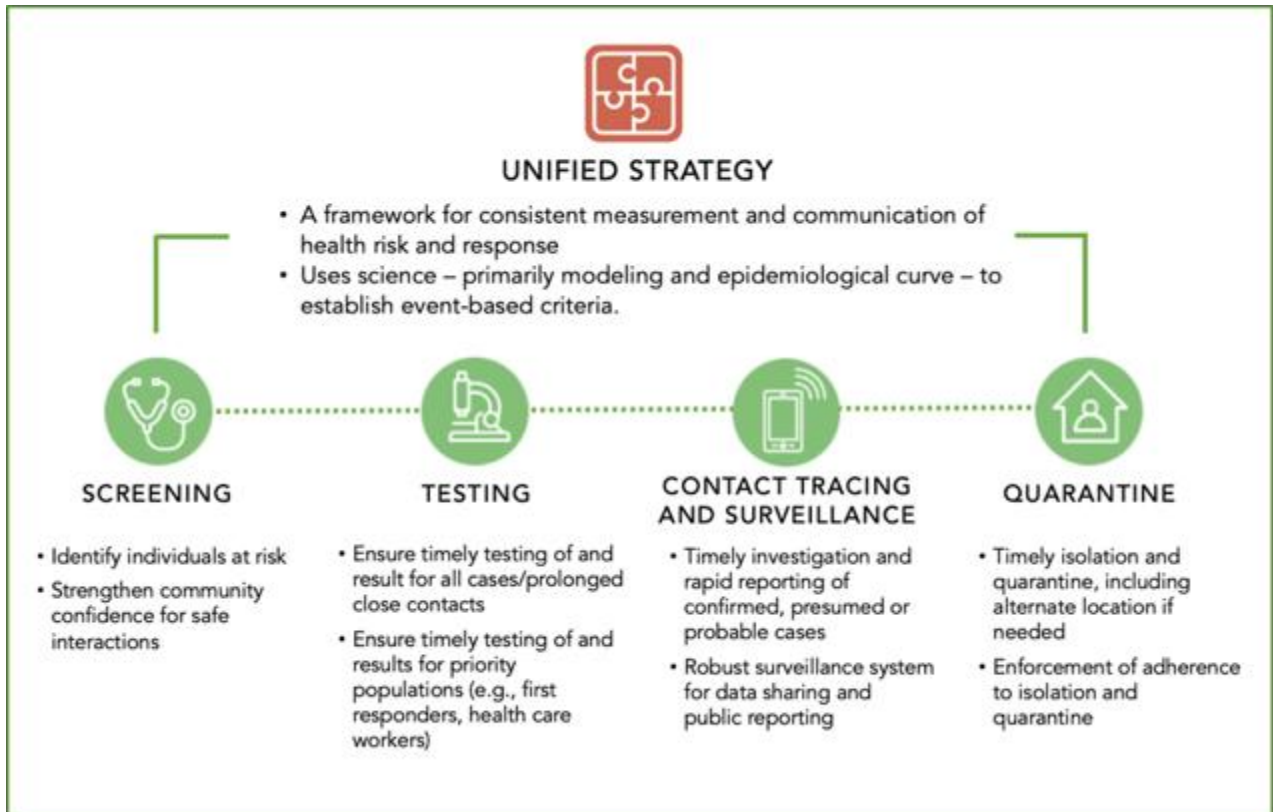 UNIFIED STRATEGY
• A framework for consistent measurement and communication of
health risk and response
• Uses science – primarily modeling and epidemiological curve – to
establish event-based criteria.
SCREENING
• Identify individuals at risk
• Strengthen community
confidence for safe
interactions
TESTING
• Ensure timely testing of and
result for all cases/prolonged
close contacts
• Ensure timely testing of and
results for priority
populations (e.g., first
responders, health care
workers)
CONTACT TRACING
AND SURVEILLANCE
• Timely investigation and
rapid reporting of
confirmed, presumed or
probable cases
• Robust surveillance system
for data sharing and
public reporting
QUARANTINE
• Timely isolation and
quarantine, including
alternate location if
needed
• Enforcement of adherence
to isolation and
quarantine